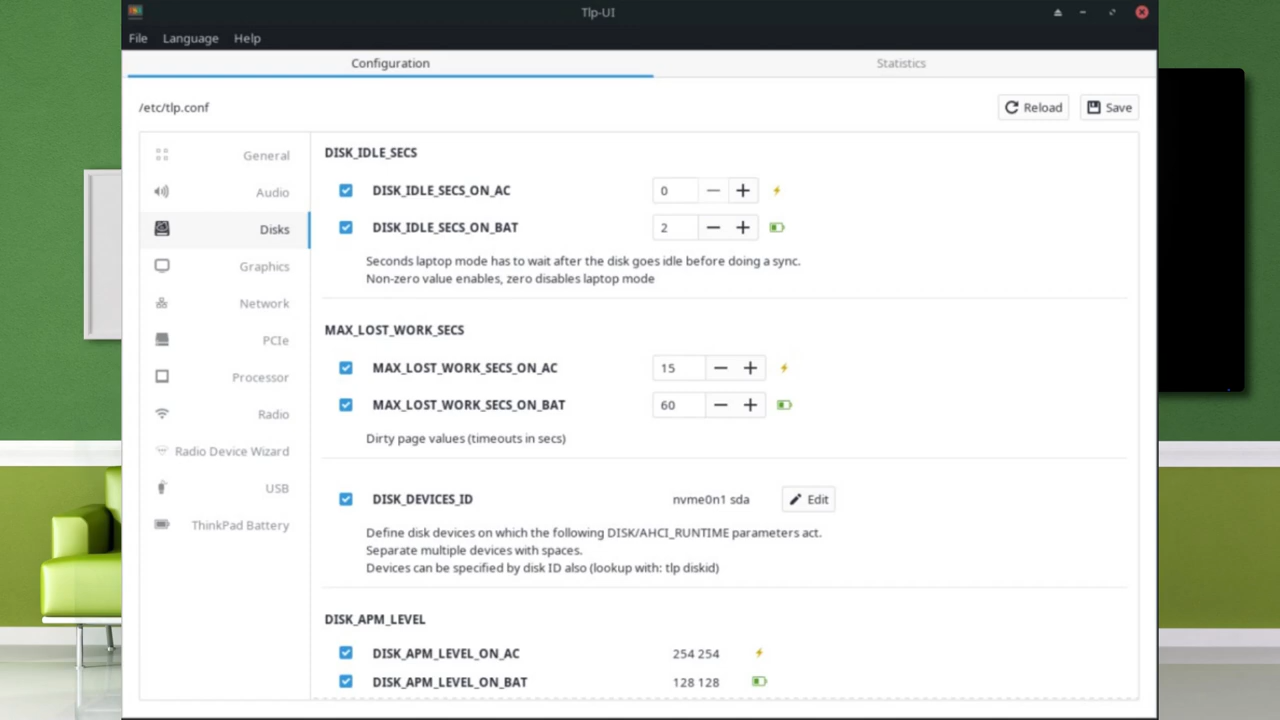 Tlp-UI
File Language Help
Configuration Statistics
/etc/tlp.conf Reload Save
General
Audio
Disks
Graphics
Network
PCIe
Processor
Radio
Radio Device Wizard
USB
ThinkPad Battery
DISK_IDLE_SECS
DISK_IDLE_SECS_ON_AC 0
DISK_IDLE_SECS_ON_BAT 2
Seconds laptop mode has to wait after the disk goes idle before doing a sync.
Non-zero value enables, zero disables laptop mode
MAX_LOST_WORK_SECS
MAX_LOST_WORK_SECS_ON_AC 15
MAX_LOST_WORK_SECS_ON_BAT 60
Dirty page values (timeouts in secs)
DISK_DEVICES_ID nvme0n1 sda Edit
Define disk devices on which the following DISK/AHCI_RUNTIME parameters act.
Separate multiple devices with spaces.
Devices can be specified by disk ID also (lookup with: tlp diskid)
DISK_APM_LEVEL
DISK_APM_LEVEL_ON_AC 254 254
DISK_APM_LEVEL_ON_BAT 128 128